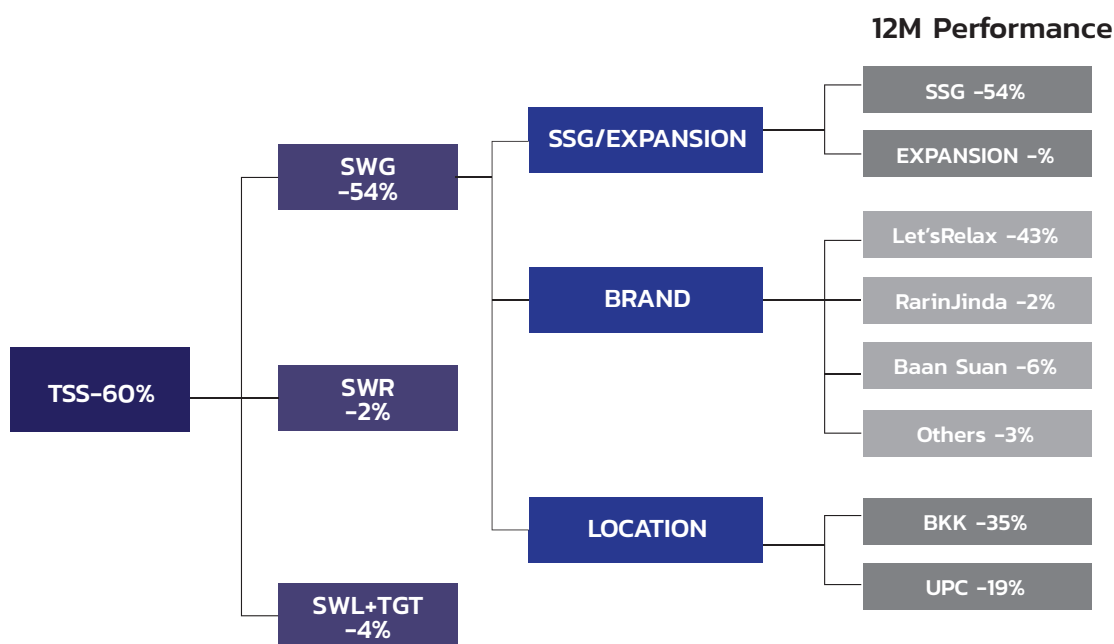 12M Performance
SSG -54%
SSG/EXPANSION
EXPANSION -%
SWG
-54%
Let'sRelax -43%
BRAND
RarinJinda -2%
TSS-60%
SWR
-2%
Baan Suan -6%
Others -3%
LOCATION
BKK -35%
UPC -19%
SWL+TGT
-4%